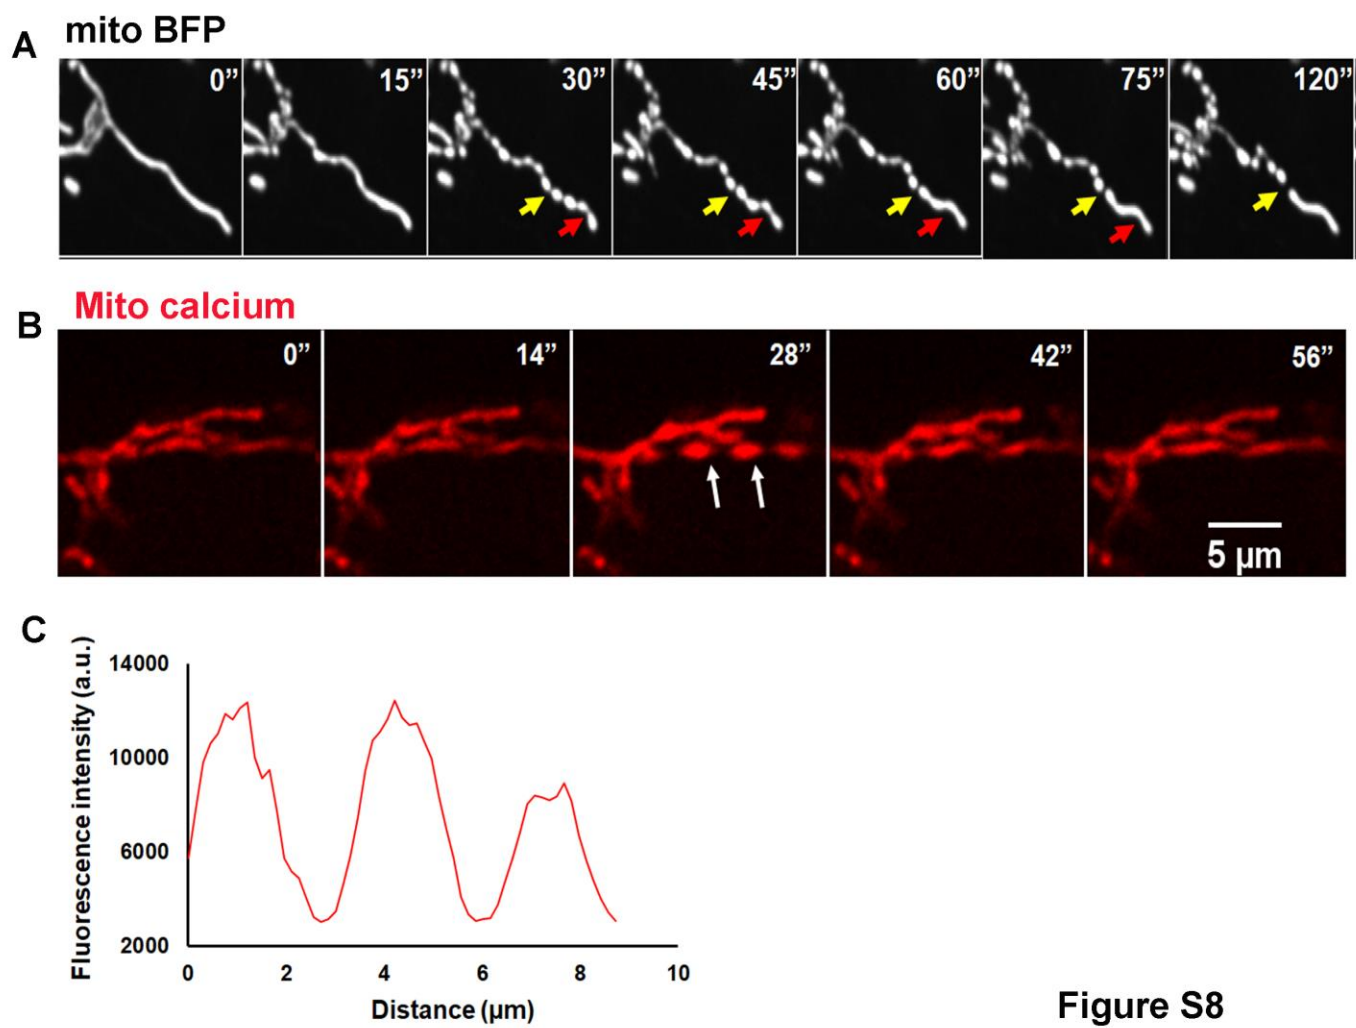 A
mito BFP
0” 15” 30” 45” 60” 75” 120”
B
Mito calcium
0” 14” 28” 42” 56”
5 µm
C
Fluorescence intensity (a.u.)
14000
10000
6000
2000
0 2 4 6 8 10
Distance (µm)
Figure S8